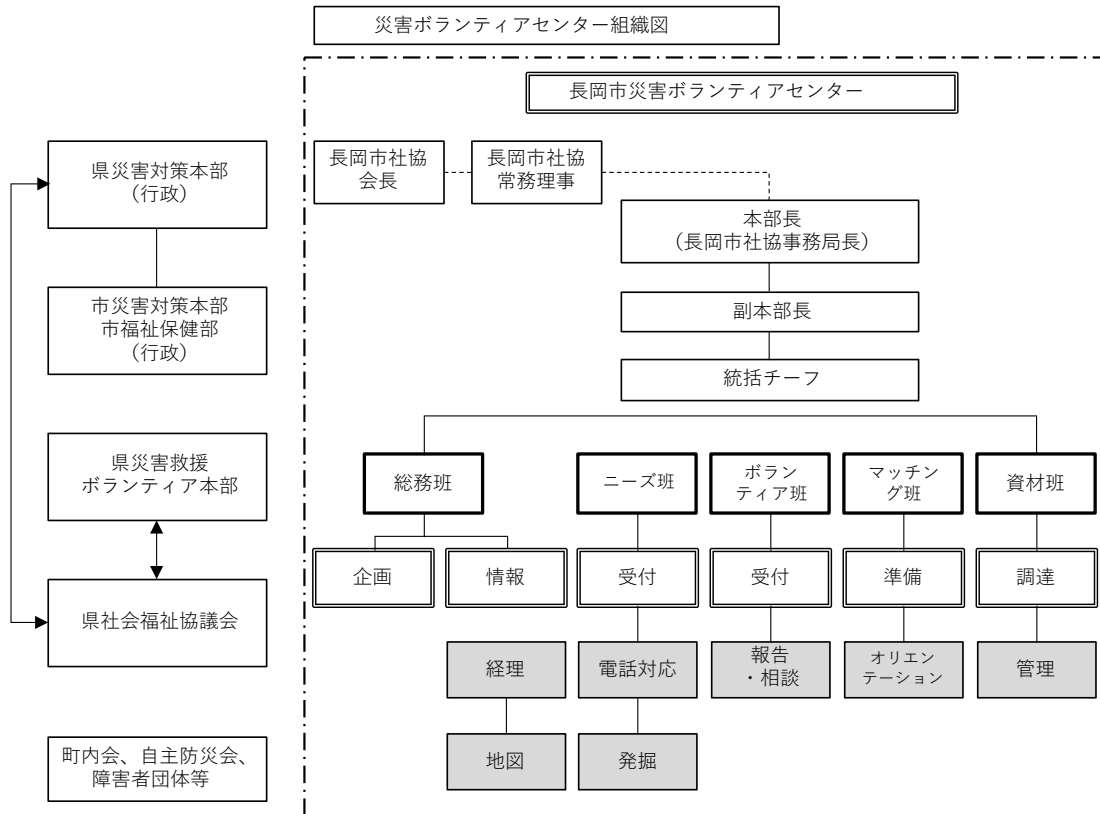 災害ボランティアセンター組織図
長岡市災害ボランティアセンター
県災害対策本部
（行政）
市災害対策本部
市福祉保健部
（行政）
県災害救援
ボランティア本部
県社会福祉協議会
町内会、自主防災会、
障害者団体等
長岡市社協
会長
長岡市社協
常務理事
本部長
（長岡市社協事務局長）
副本部長
統括チーフ
総務班
ニーズ班
ボラン
ティア班
マッチン
グ班
資材班
企画
情報
受付
受付
準備
調達
経理
電話対応
報告
・相談
オリエン
テーション
管理
地図
発掘